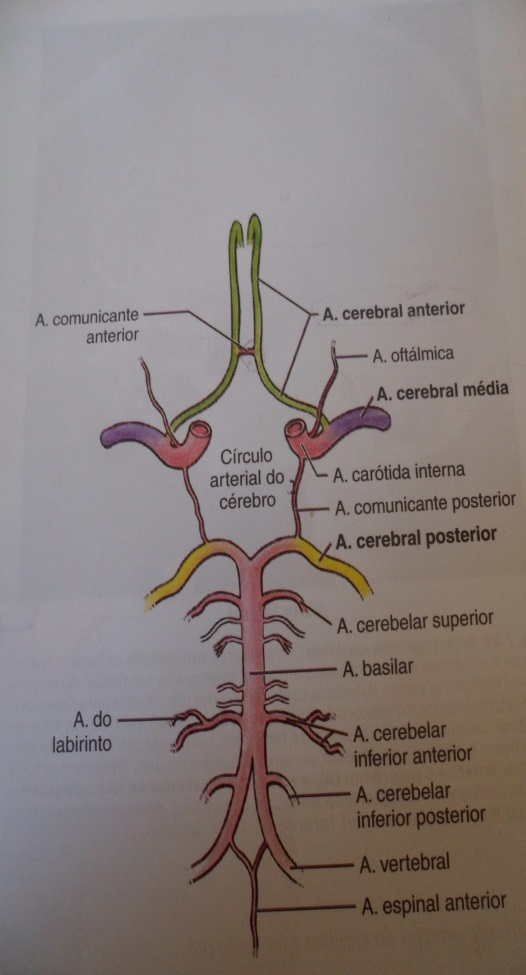 A. comunicante
anterior
A. cerebral anterior
A. oftálmica
A. cerebral média
Círculo
arterial do
cérebro
A. carótida interna
A. comunicante posterior
A. cerebral posterior
A. cerebelar superior
A. basilar
A. do
labirinto
A. cerebelar
inferior anterior
A. cerebelar
inferior posterior
A. vertebral
A. espinal anterior